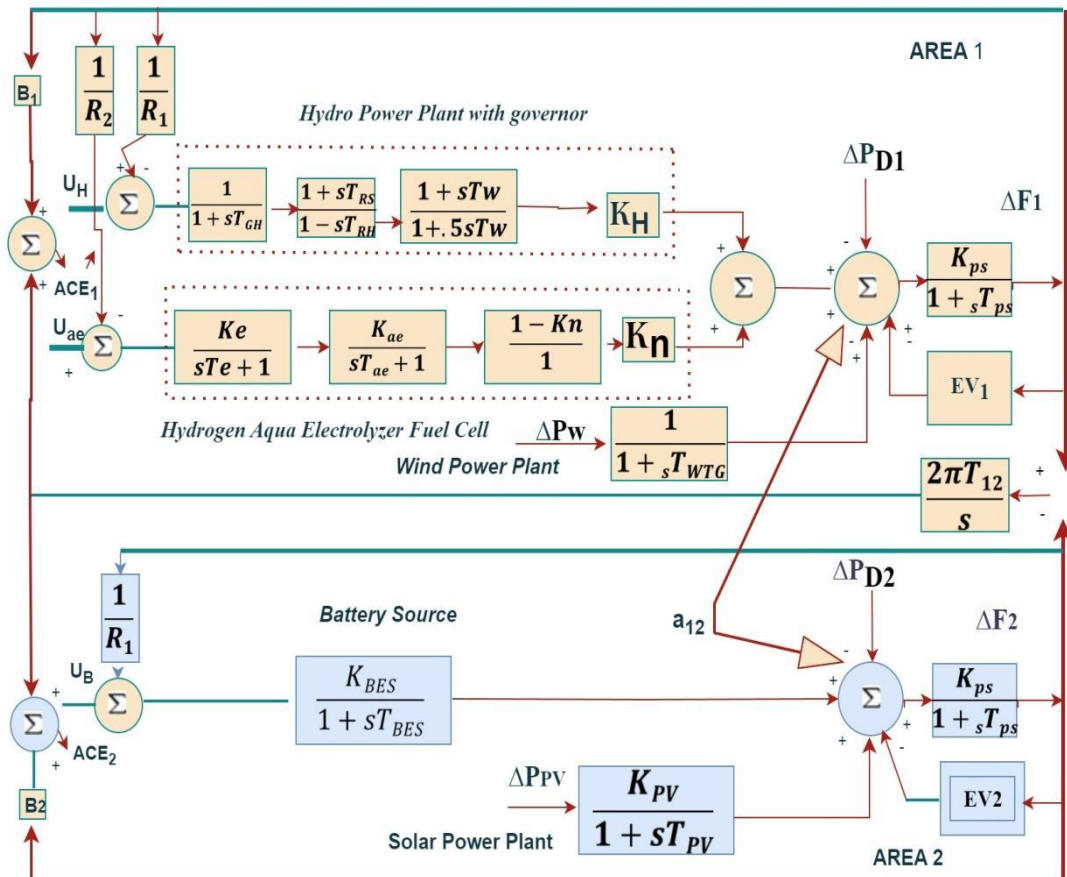 AREA 1
B1
1/R2
1/R1
Hydro Power Plant with governor
ΔPD1
ΔF1
UH
+
-
Σ
1/(1 + sTGH)
(1 + sTRS)/(1 - sTRH)
(1 + sTw)/(1+.5sTw)
KH
+
Σ
+
ACE1
+
Σ
+
-
+
Σ
-
+
+
-
Kps/(1 + sTps)
Uae
-
Σ
+
Ke/(sTe + 1)
Kae/(sTae + 1)
(1 - Kn)/1
Kn
EV1
Hydrogen Aqua Electrolyzer Fuel Cell
ΔPw
1/(1 + sTWTG)
Wind Power Plant
2πT12/s
+
-
1/R1
Battery Source
a12
ΔPD2
ΔF2
UB
Σ
KBES/(1 + sTBES)
+
Σ
+
ACE2
-
+
Σ
+
+
-
Kps/(1 + sTps)
B2
ΔPPV
KPV/(1 + sTPV)
EV2
Solar Power Plant
AREA 2